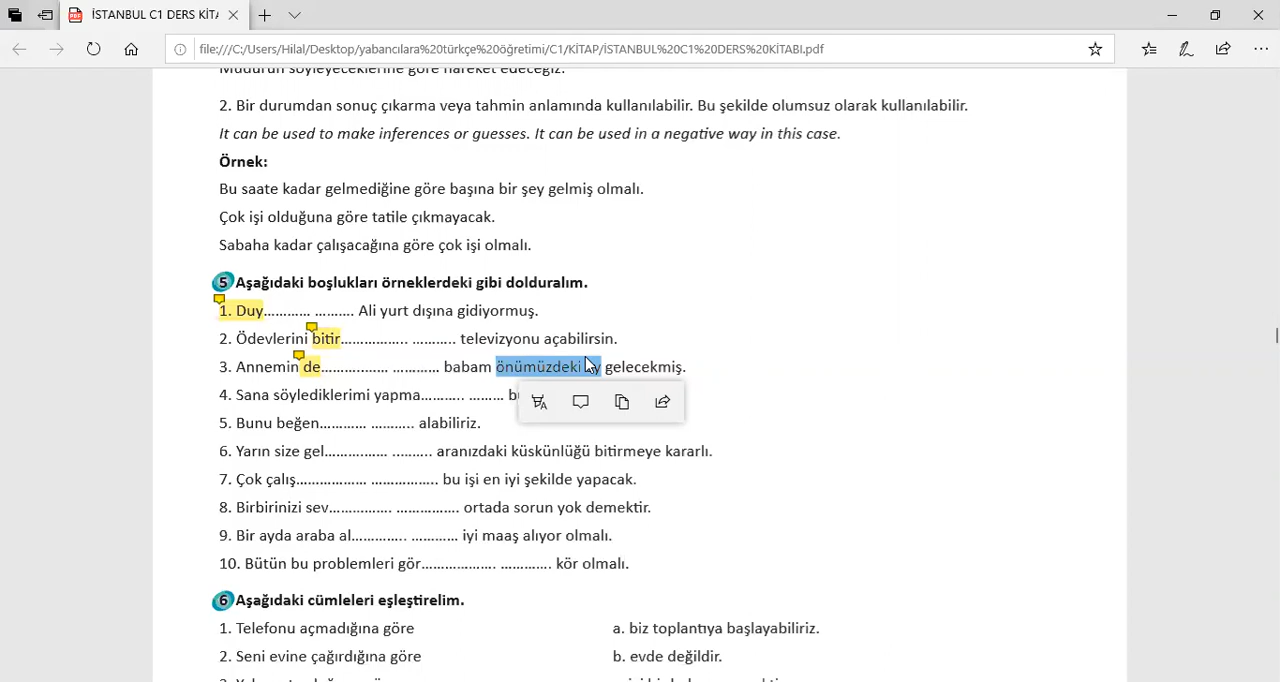 İSTANBUL C1 DERS KİTA
file:///C:/Users/Hilal/Desktop/yabancılara%20türkçe%20öğretimi/C1/KİTAP/İSTANBUL%20C1%20DERS%20KİTABI.pdf
Müdürün söyleyeceklerine göre hareket edeceğiz.
2. Bir durumdan sonuç çıkarma veya tahmin anlamında kullanılabilir. Bu şekilde olumsuz olarak kullanılabilir.
It can be used to make inferences or guesses. It can be used in a negative way in this case.
Örnek:
Bu saate kadar gelmediğine göre başına bir şey gelmiş olmalı.
Çok işi olduğuna göre tatile çıkmayacak.
Sabaha kadar çalışacağına göre çok işi olmalı.
5 Aşağıdaki boşlukları örneklerdeki gibi dolduralım.
1. Duy………… ………. Ali yurt dışına gidiyormuş.
2. Ödevlerini bitir…………….. ……….. televizyonu açabilirsin.
3. Annemin de…………….. ………… babam önümüzdeki gelecekmiş.
4. Sana söylediklerimi yapma……….. ………
5. Bunu beğen………… ……….. alabiliriz.
6. Yarın size gel……….…… ……….. aranızdaki küskünlüğü bitirmeye kararlı.
7. Çok çalış……………… …………….. bu işi en iyi şekilde yapacak.
8. Birbirinizi sev……………. ……………. ortada sorun yok demektir.
9. Bir ayda araba al………….. ………… iyi maaş alıyor olmalı.
10. Bütün bu problemleri gör………………. …………. kör olmalı.
6 Aşağıdaki cümleleri eşleştirelim.
1. Telefonu açmadığına göre
a. biz toplantıya başlayabiliriz.
2. Seni evine çağırdığına göre
b. evde değildir.